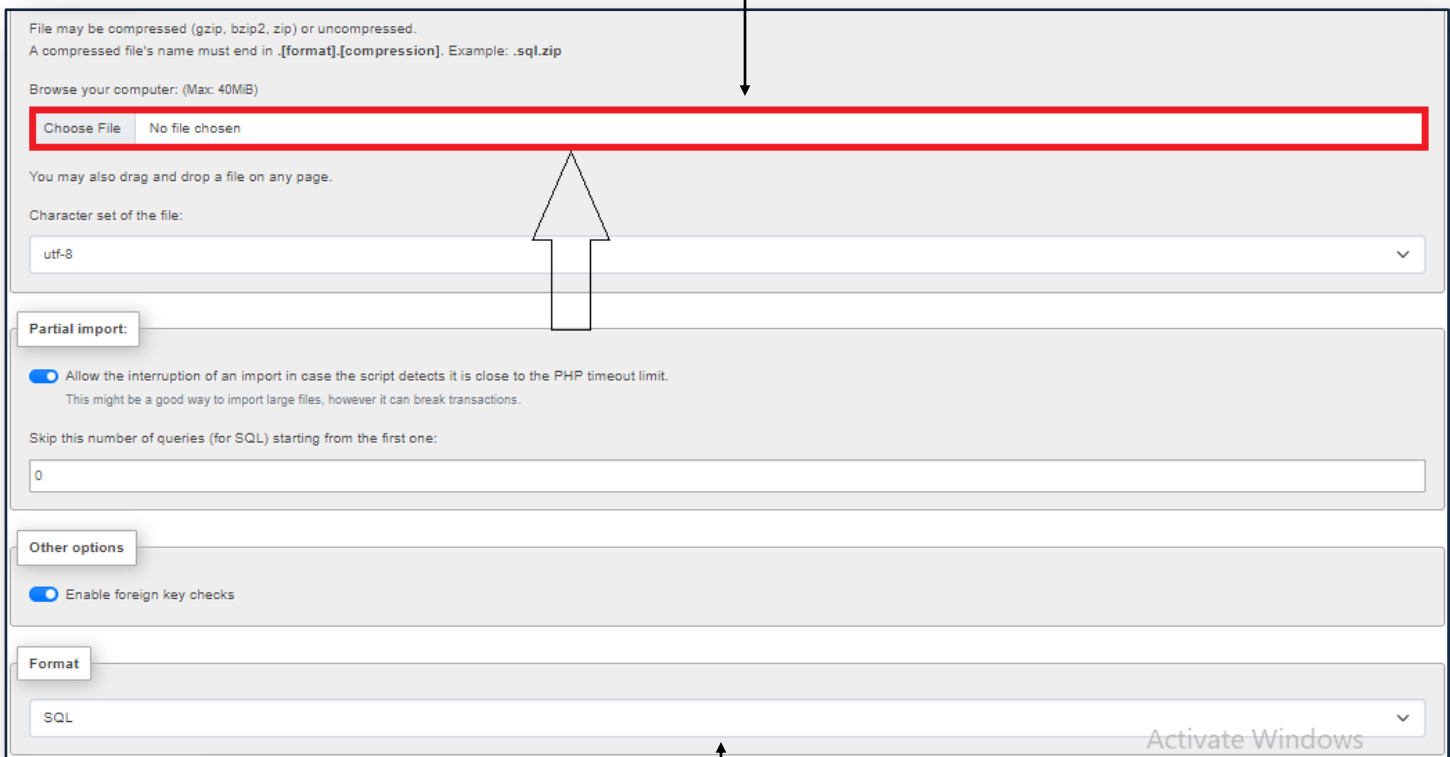 File may be compressed (gzip, bzip2, zip) or uncompressed.
A compressed file's name must end in .[format].[compression]. Example: .sql.zip
Browse your computer: (Max: 40MiB)
Choose File No file chosen
You may also drag and drop a file on any page.
Character set of the file:
utf-8
Partial import:
Allow the interruption of an import in case the script detects it is close to the PHP timeout limit.
This might be a good way to import large files, however it can break transactions.
Skip this number of queries (for SQL) starting from the first one:
0
Other options
Enable foreign key checks
Format
SQL
Activate Windows